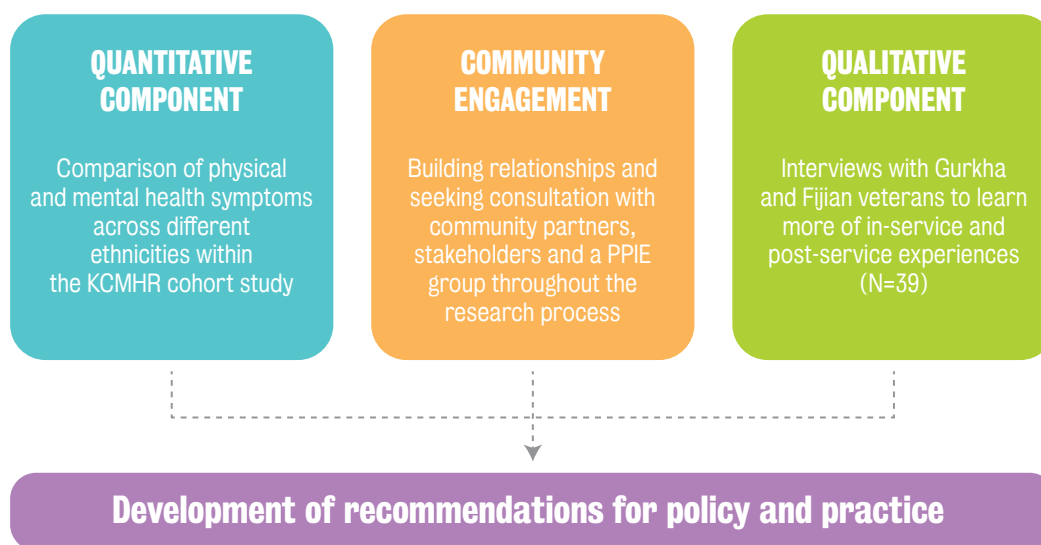 QUANTITATIVE
COMPONENT
Comparison of physical
and mental health symptoms
across different
ethnicities within
the KCMHR cohort study
COMMUNITY
ENGAGEMENT
Building relationships and
seeking consultation with
community partners,
stakeholders and a PPIE
group throughout the
research process
QUALITATIVE
COMPONENT
Interviews with Gurkha
and Fijian veterans to learn
more of in-service and
post-service experiences
(N=39)
Development of recommendations for policy and practice